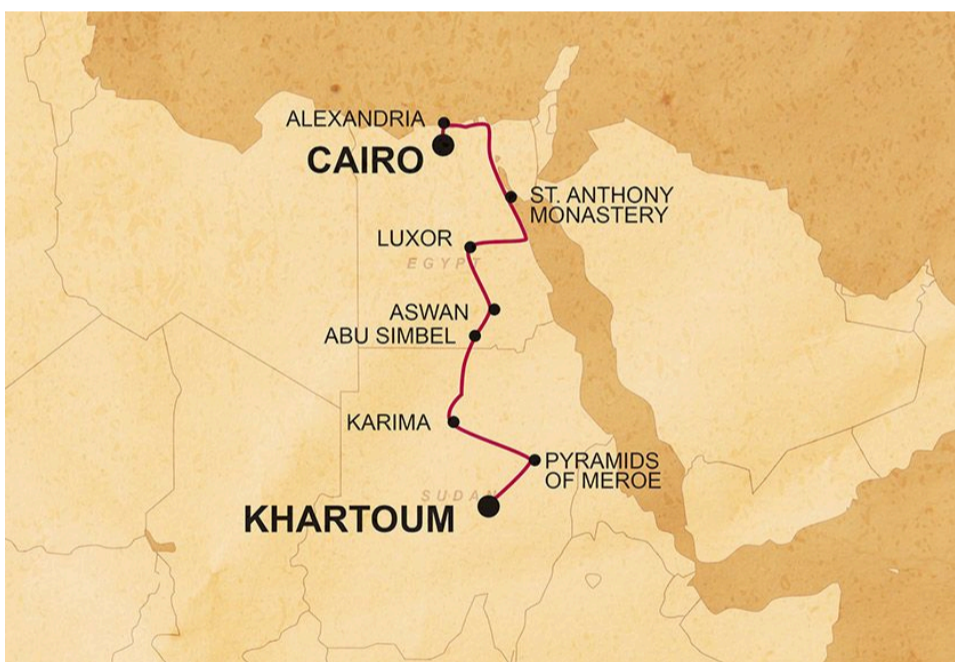 ALEXANDRIA
CAIRO
ST. ANTHONY
MONASTERY
LUXOR
EGYPT
ASWAN
ABU SIMBEL
KARIMA
PYRAMIDS
OF MEROE
SUDAN
KHARTOUM